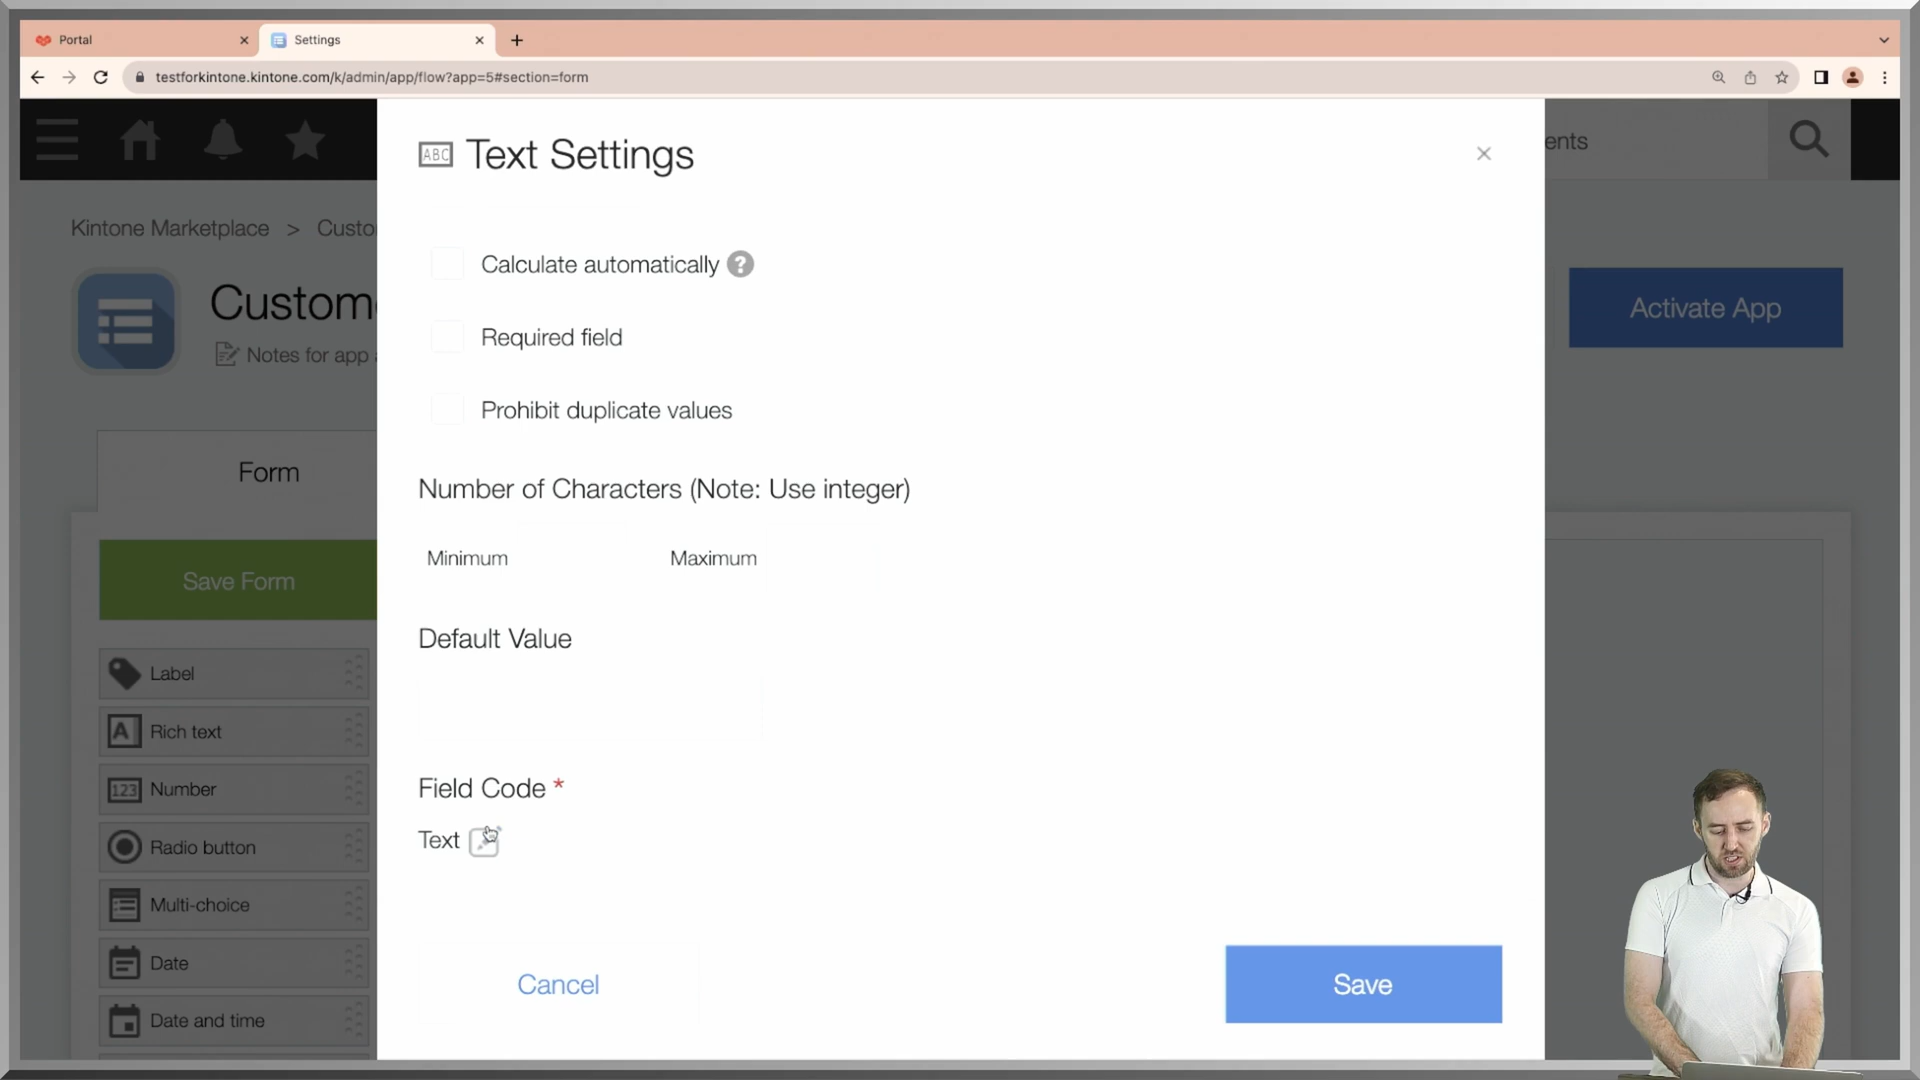 Portal
Settings
testforkintone.kintone.com/k/admin/app/flow?app=5#section=form
ABC Text Settings
ents
Kintone Marketplace > Custo
Calculate automatically ?
Custome
Activate App
Required field
Notes for app a
Prohibit duplicate values
Form
Number of Characters (Note: Use integer)
Minimum Maximum
Save Form
Default Value
Label
A Rich text
123 Number
Field Code *
Text
Radio button
Multi-choice
Date
Cancel
Save
Date and time